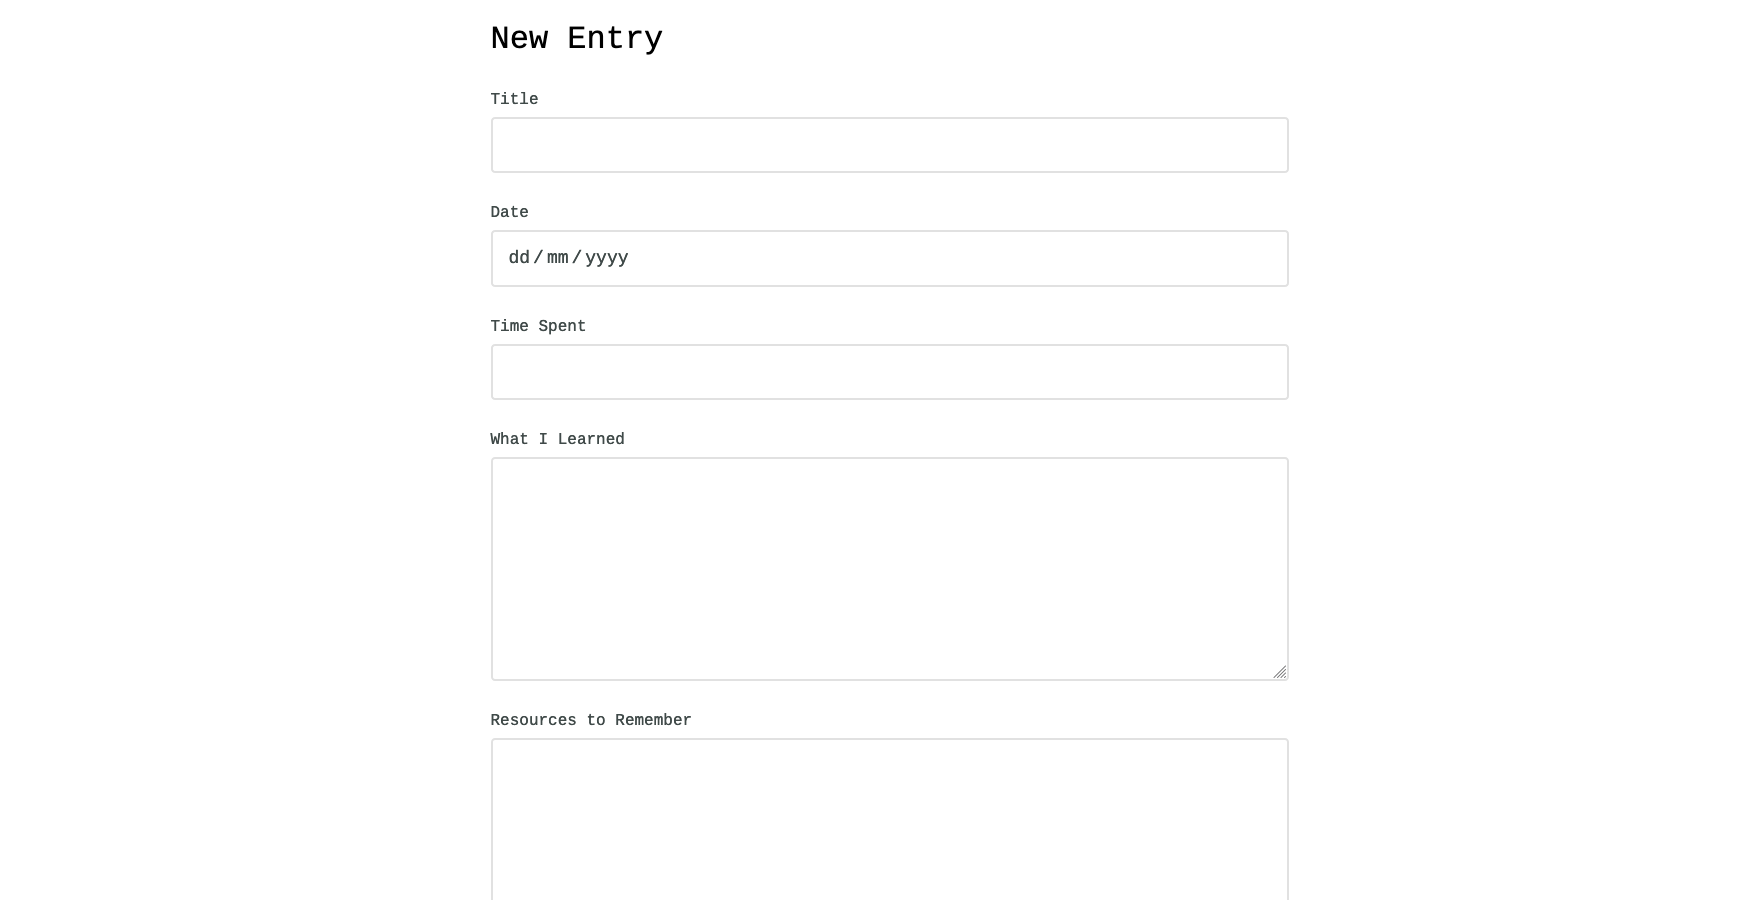 New Entry
Title
Date
dd/mm/yyyy
Time Spent
What I Learned
Resources to Remember